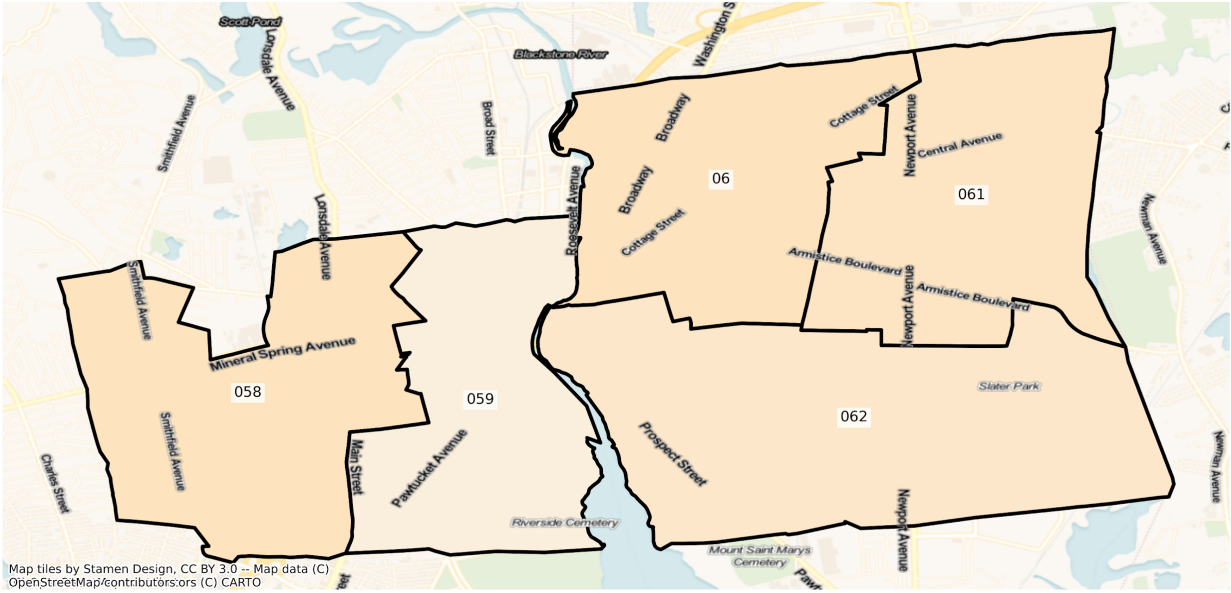 Scott Pond
Lonsdale Avenue
Washington S
Blackstone River
Smithfield Avenue
Broad Street
Broadway
Cottage Street
Newport Avenue
Central Avenue
06
061
Broadway
Roosevelt Avenue
Cottage Street
Lonsdale Avenue
Newman Avenue
Armistice Boulevard
Armistice Boulevard
Newport Avenue
Smithfield Avenue
Mineral Spring Avenue
058
059
Slater Park
062
Smithfield Avenue
Main Street
Pawtucket Avenue
Prospect Street
Charles Street
Newman Avenue
Newport Avenue
Riverside Cemetery
Mount Saint Marys
Cemetery
Pawt
eet
Map tiles by Stamen Design, CC BY 3.0 -- Map data (C)
OpenStreetMap contributors (C) CARTO